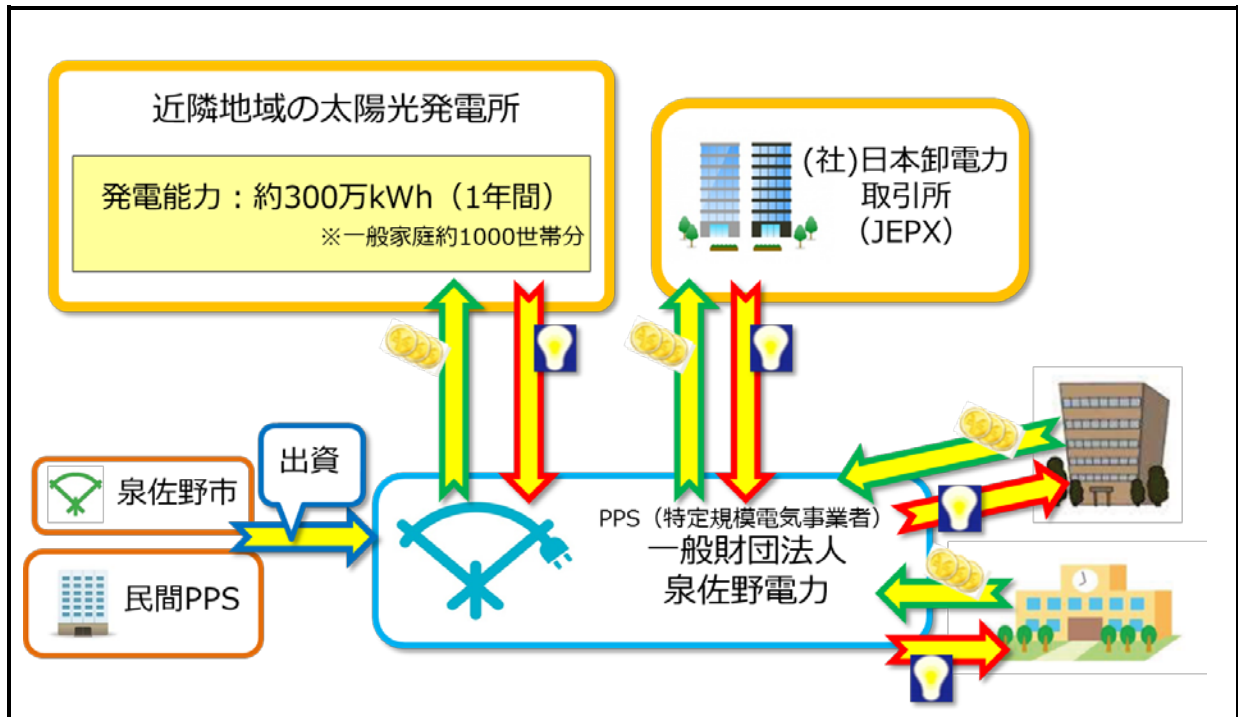 近隣地域の太陽光発電所
発電能力：約300万kWh（1年間）
※一般家庭約1000世帯分
(社)日本卸電力
取引所
（JEPX）
出資
泉佐野市
民間PPS
PPS（特定規模電気事業者）
一般財団法人
泉佐野電力